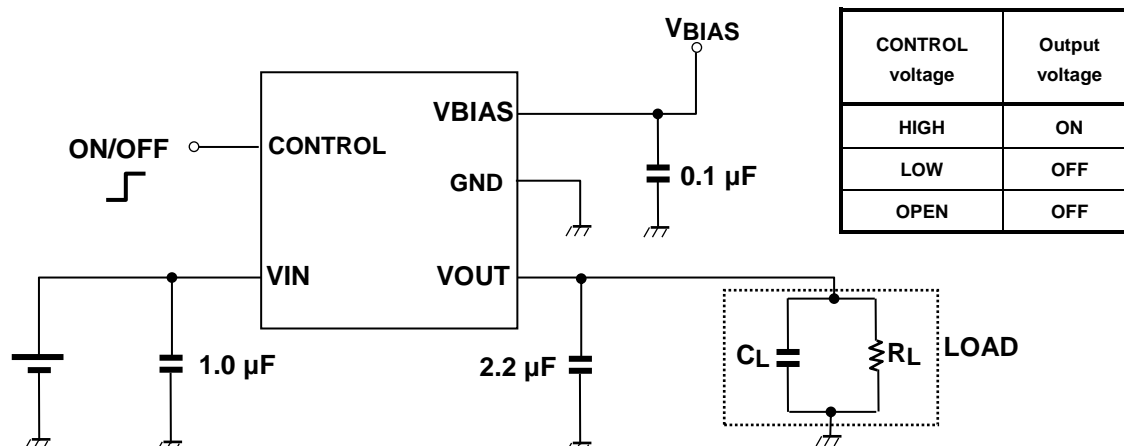 VBIAS
CONTROL voltage
Output voltage
HIGH
ON
LOW
OFF
OPEN
OFF
ON/OFF
CONTROL
VBIAS
GND
0.1 µF
VIN
VOUT
1.0 µF
2.2 µF
CL
RL
LOAD